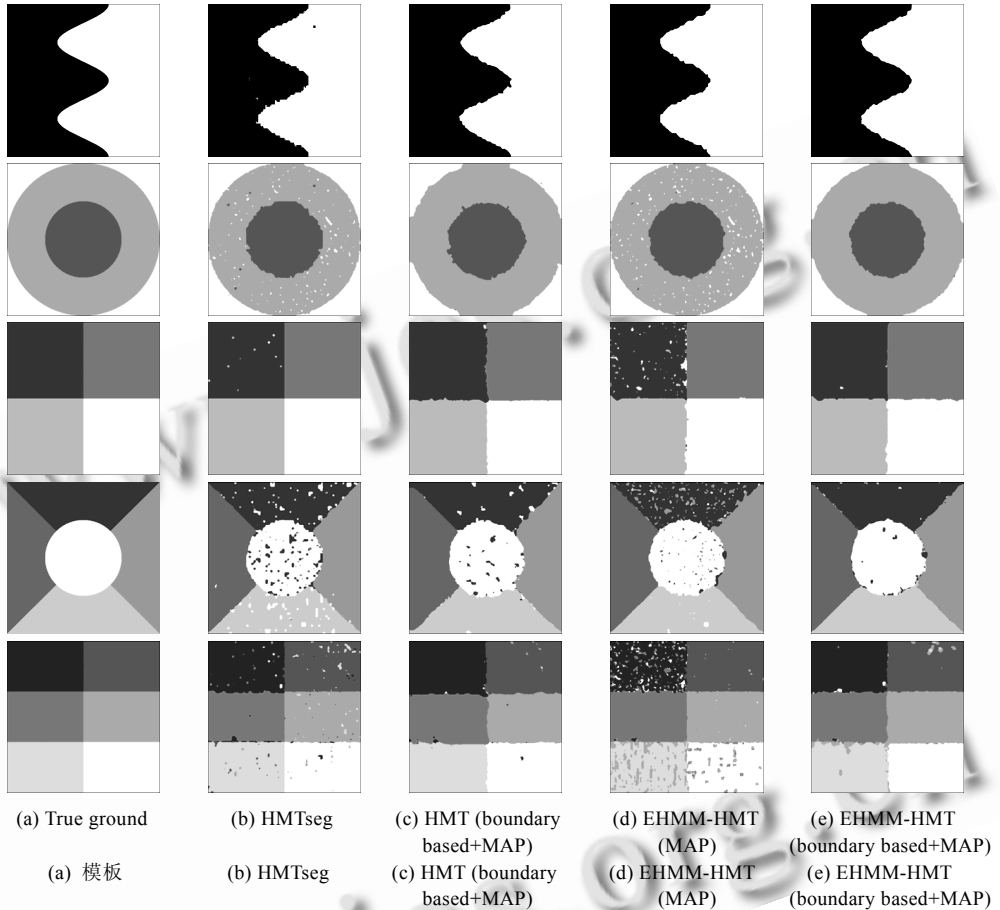 (a) True ground
(b) HMTseg
(c) HMT (boundary
based+MAP)
(d) EHMM-HMT
(MAP)
(e) EHMM-HMT
(boundary based+MAP)
(a) 模板
(b) HMTseg
(c) HMT (boundary
based+MAP)
(d) EHMM-HMT
(MAP)
(e) EHMM-HMT
(boundary based+MAP)